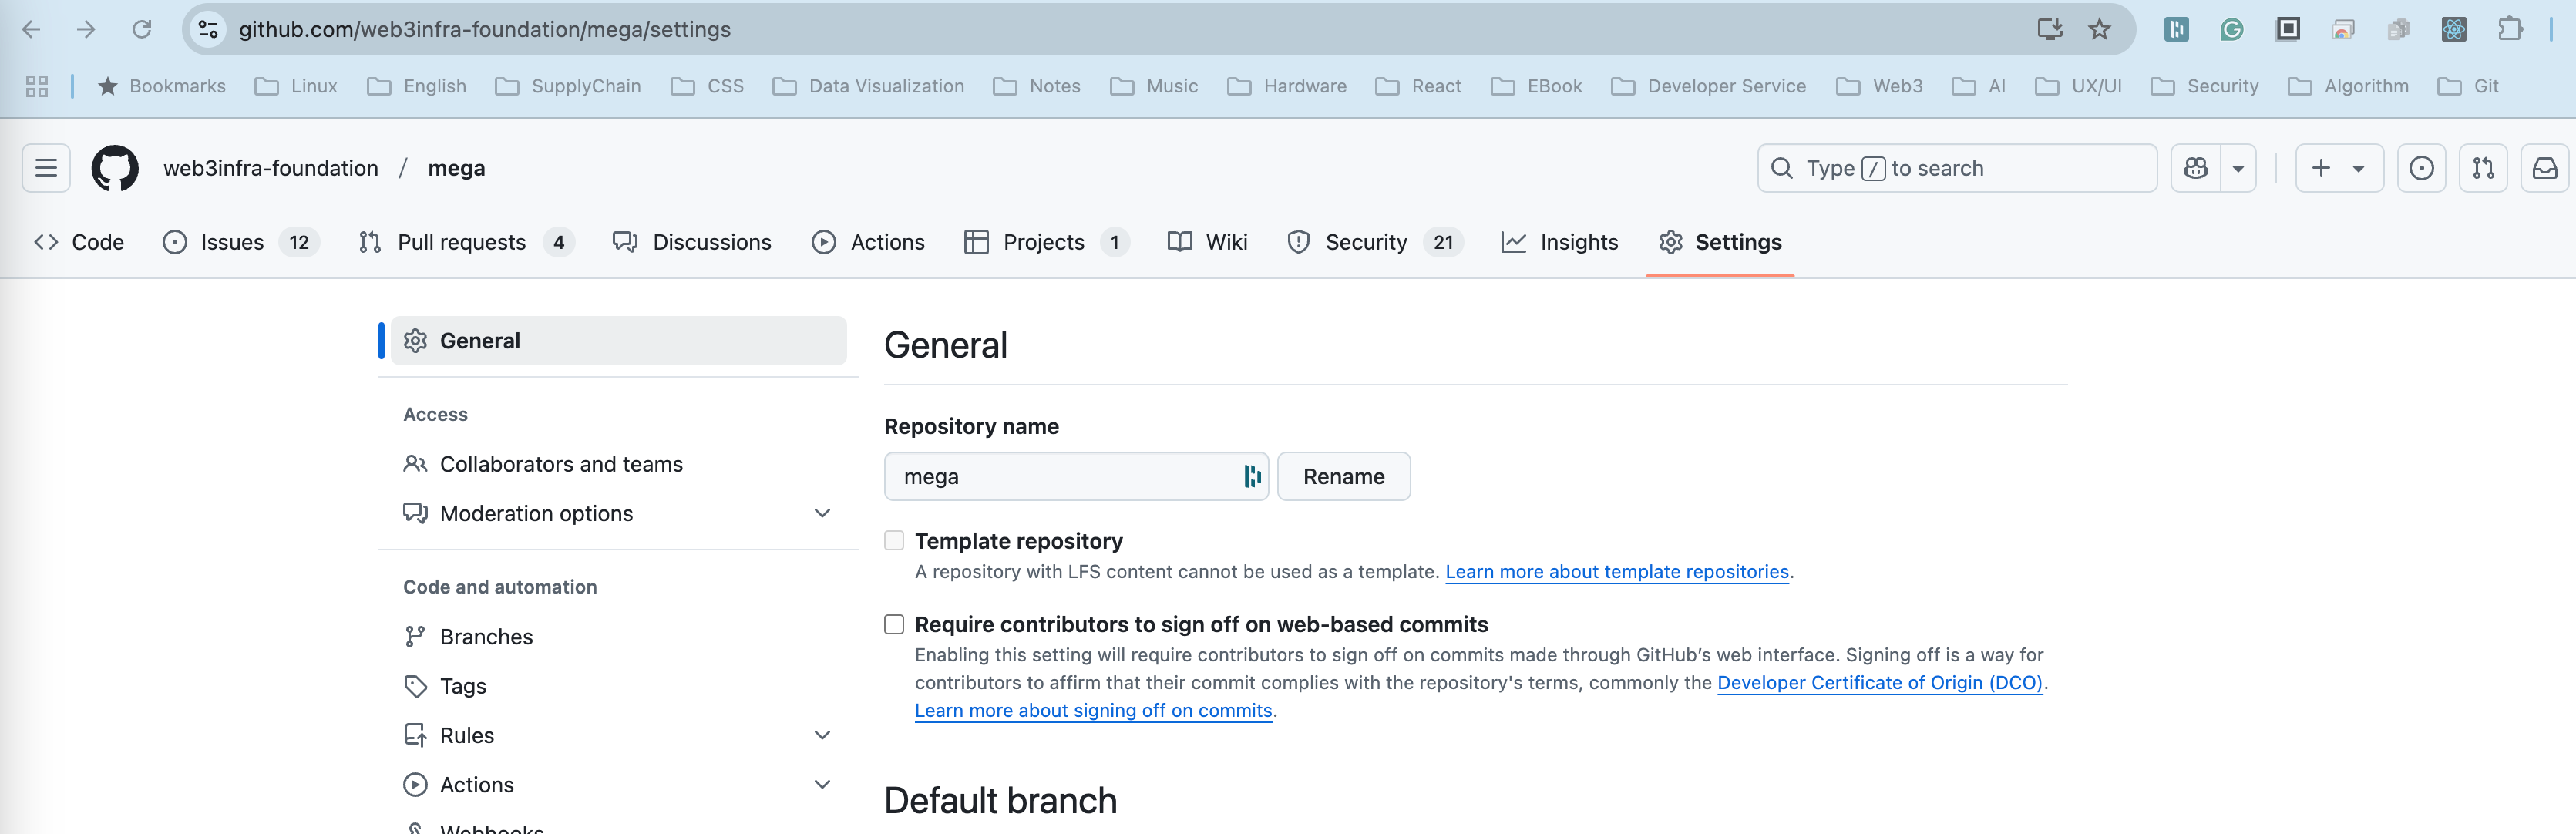 github.com/web3infra-foundation/mega/settings
Bookmarks Linux English SupplyChain CSS Data Visualization Notes Music Hardware React EBook Developer Service Web3 AI UX/UI Security Algorithm Git
web3infra-foundation / mega
Type / to search
Code Issues 12 Pull requests 4 Discussions Actions Projects 1 Wiki Security 21 Insights Settings
General
Access
Collaborators and teams
Moderation options
Code and automation
Branches
Tags
Rules
Actions
Webhooks
General
Repository name
mega Rename
Template repository
A repository with LFS content cannot be used as a template. Learn more about template repositories.
Require contributors to sign off on web-based commits
Enabling this setting will require contributors to sign off on commits made through GitHub’s web interface. Signing off is a way for
contributors to affirm that their commit complies with the repository's terms, commonly the Developer Certificate of Origin (DCO).
Learn more about signing off on commits.
Default branch